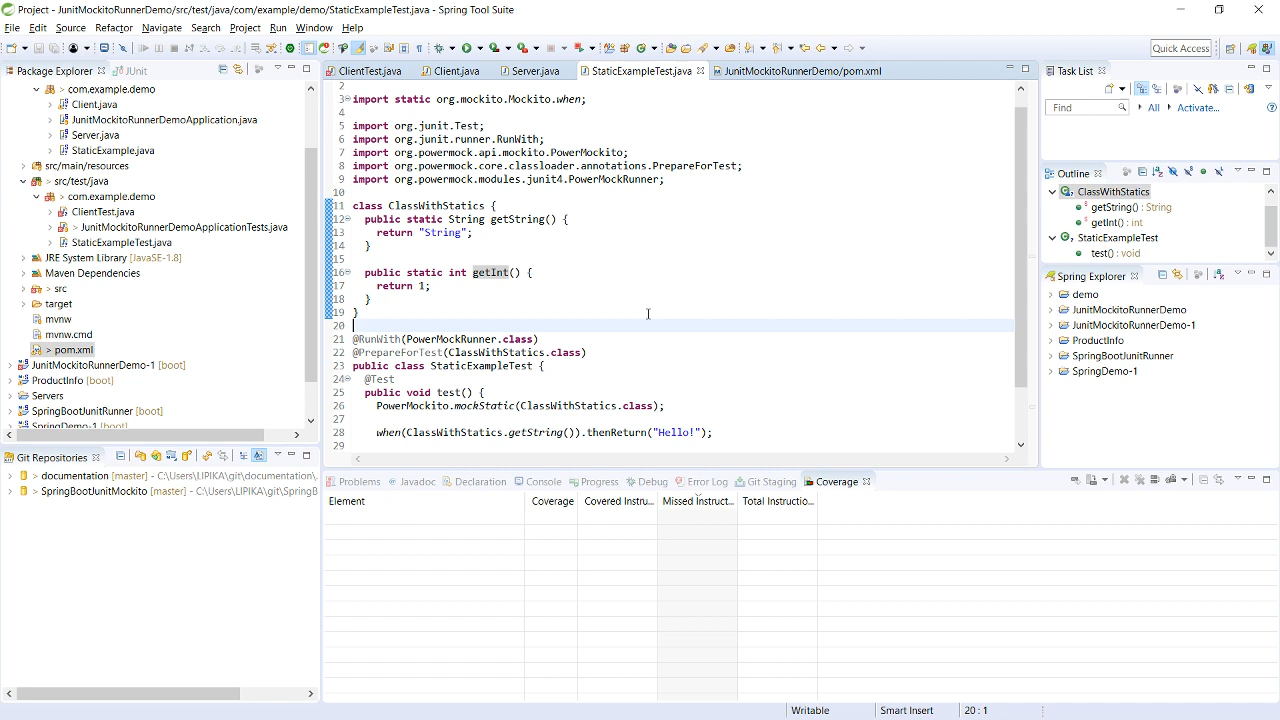 Project - JunitMockitoRunnerDemo/src/test/java/com/example/demo/StaticExampleTest.java - Spring Tool Suite
File Edit Source Refactor Navigate Search Project Run Window Help
Quick Access
Package Explorer JUnit
com.example.demo
Client.java
JunitMockitoRunnerDemoApplication.java
Server.java
StaticExample.java
> src/main/resources
> src/test/java
> com.example.demo
ClientTest.java
> JunitMockitoRunnerDemoApplicationTests.java
StaticExampleTest.java
JRE System Library [JavaSE-1.8]
Maven Dependencies
> src
target
mvnw
mvnw.cmd
> pom.xml
JunitMockitoRunnerDemo-1 [boot]
ProductInfo [boot]
Servers
SpringBootJunitRunner [boot]
SpringDemo-1 [boot]
Git Repositories
documentation [master] - C:\Users\LIPIKA\git\documentation\.
SpringBootJunitMockito [master] - C:\Users\LIPIKA\git\SpringB
ClientTest.java Client.java Server.java StaticExampleTest.java JunitMockitoRunnerDemo/pom.xml
2
3 import static org.mockito.Mockito.when;
4
5 import org.junit.Test;
6 import org.junit.runner.RunWith;
7 import org.powermock.api.mockito.PowerMockito;
8 import org.powermock.core.classloader.annotations.PrepareForTest;
9 import org.powermock.modules.junit4.PowerMockRunner;
10
11 class ClassWithStatics {
12 public static String getString() {
13 return "String";
14 }
15
16 public static int getInt() {
17 return 1;
18 }
19 }
20
21 @RunWith(PowerMockRunner.class)
22 @PrepareForTest(ClassWithStatics.class)
23 public class StaticExampleTest {
24 @Test
25 public void test() {
26 PowerMockito.mockStatic(ClassWithStatics.class);
27
28 when(ClassWithStatics.getString()).thenReturn("Hello!");
29
Task List
Find All Activate...
Outline
ClassWithStatics
getString() : String
getInt() : int
StaticExampleTest
test() : void
Spring Explorer
demo
JunitMockitoRunnerDemo
JunitMockitoRunnerDemo-1
ProductInfo
SpringBootJunitRunner
SpringDemo-1
Problems Javadoc Declaration Console Progress Debug Error Log Git Staging Coverage
Element Coverage Covered Instru... Missed Instruct... Total Instructio...
Writable Smart Insert 20 : 1